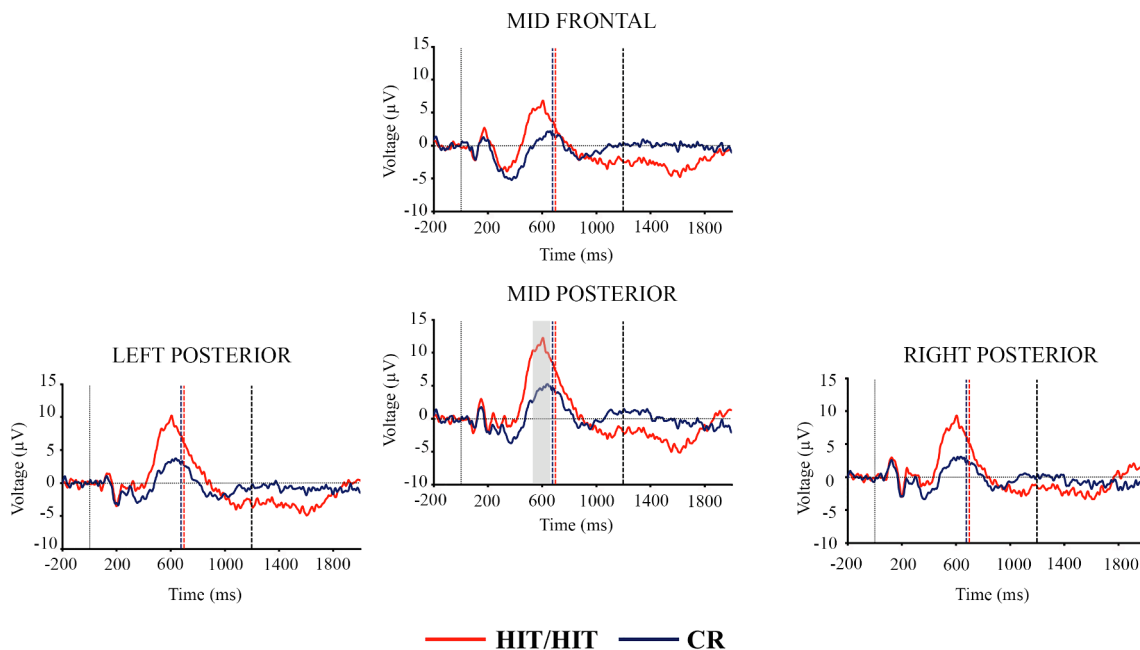 MID FRONTAL
15
10
5
0
-5
-10
Voltage (µV)
-200 200 600 1000 1400 1800
Time (ms)
MID POSTERIOR
15
10
5
0
-5
-10
Voltage (µV)
-200 200 600 1000 1400 1800
Time (ms)
LEFT POSTERIOR
15
10
5
0
-5
-10
Voltage (µV)
-200 200 600 1000 1400 1800
Time (ms)
RIGHT POSTERIOR
15
10
5
0
-5
-10
Voltage (µV)
-200 200 600 1000 1400 1800
Time (ms)
HIT/HIT CR